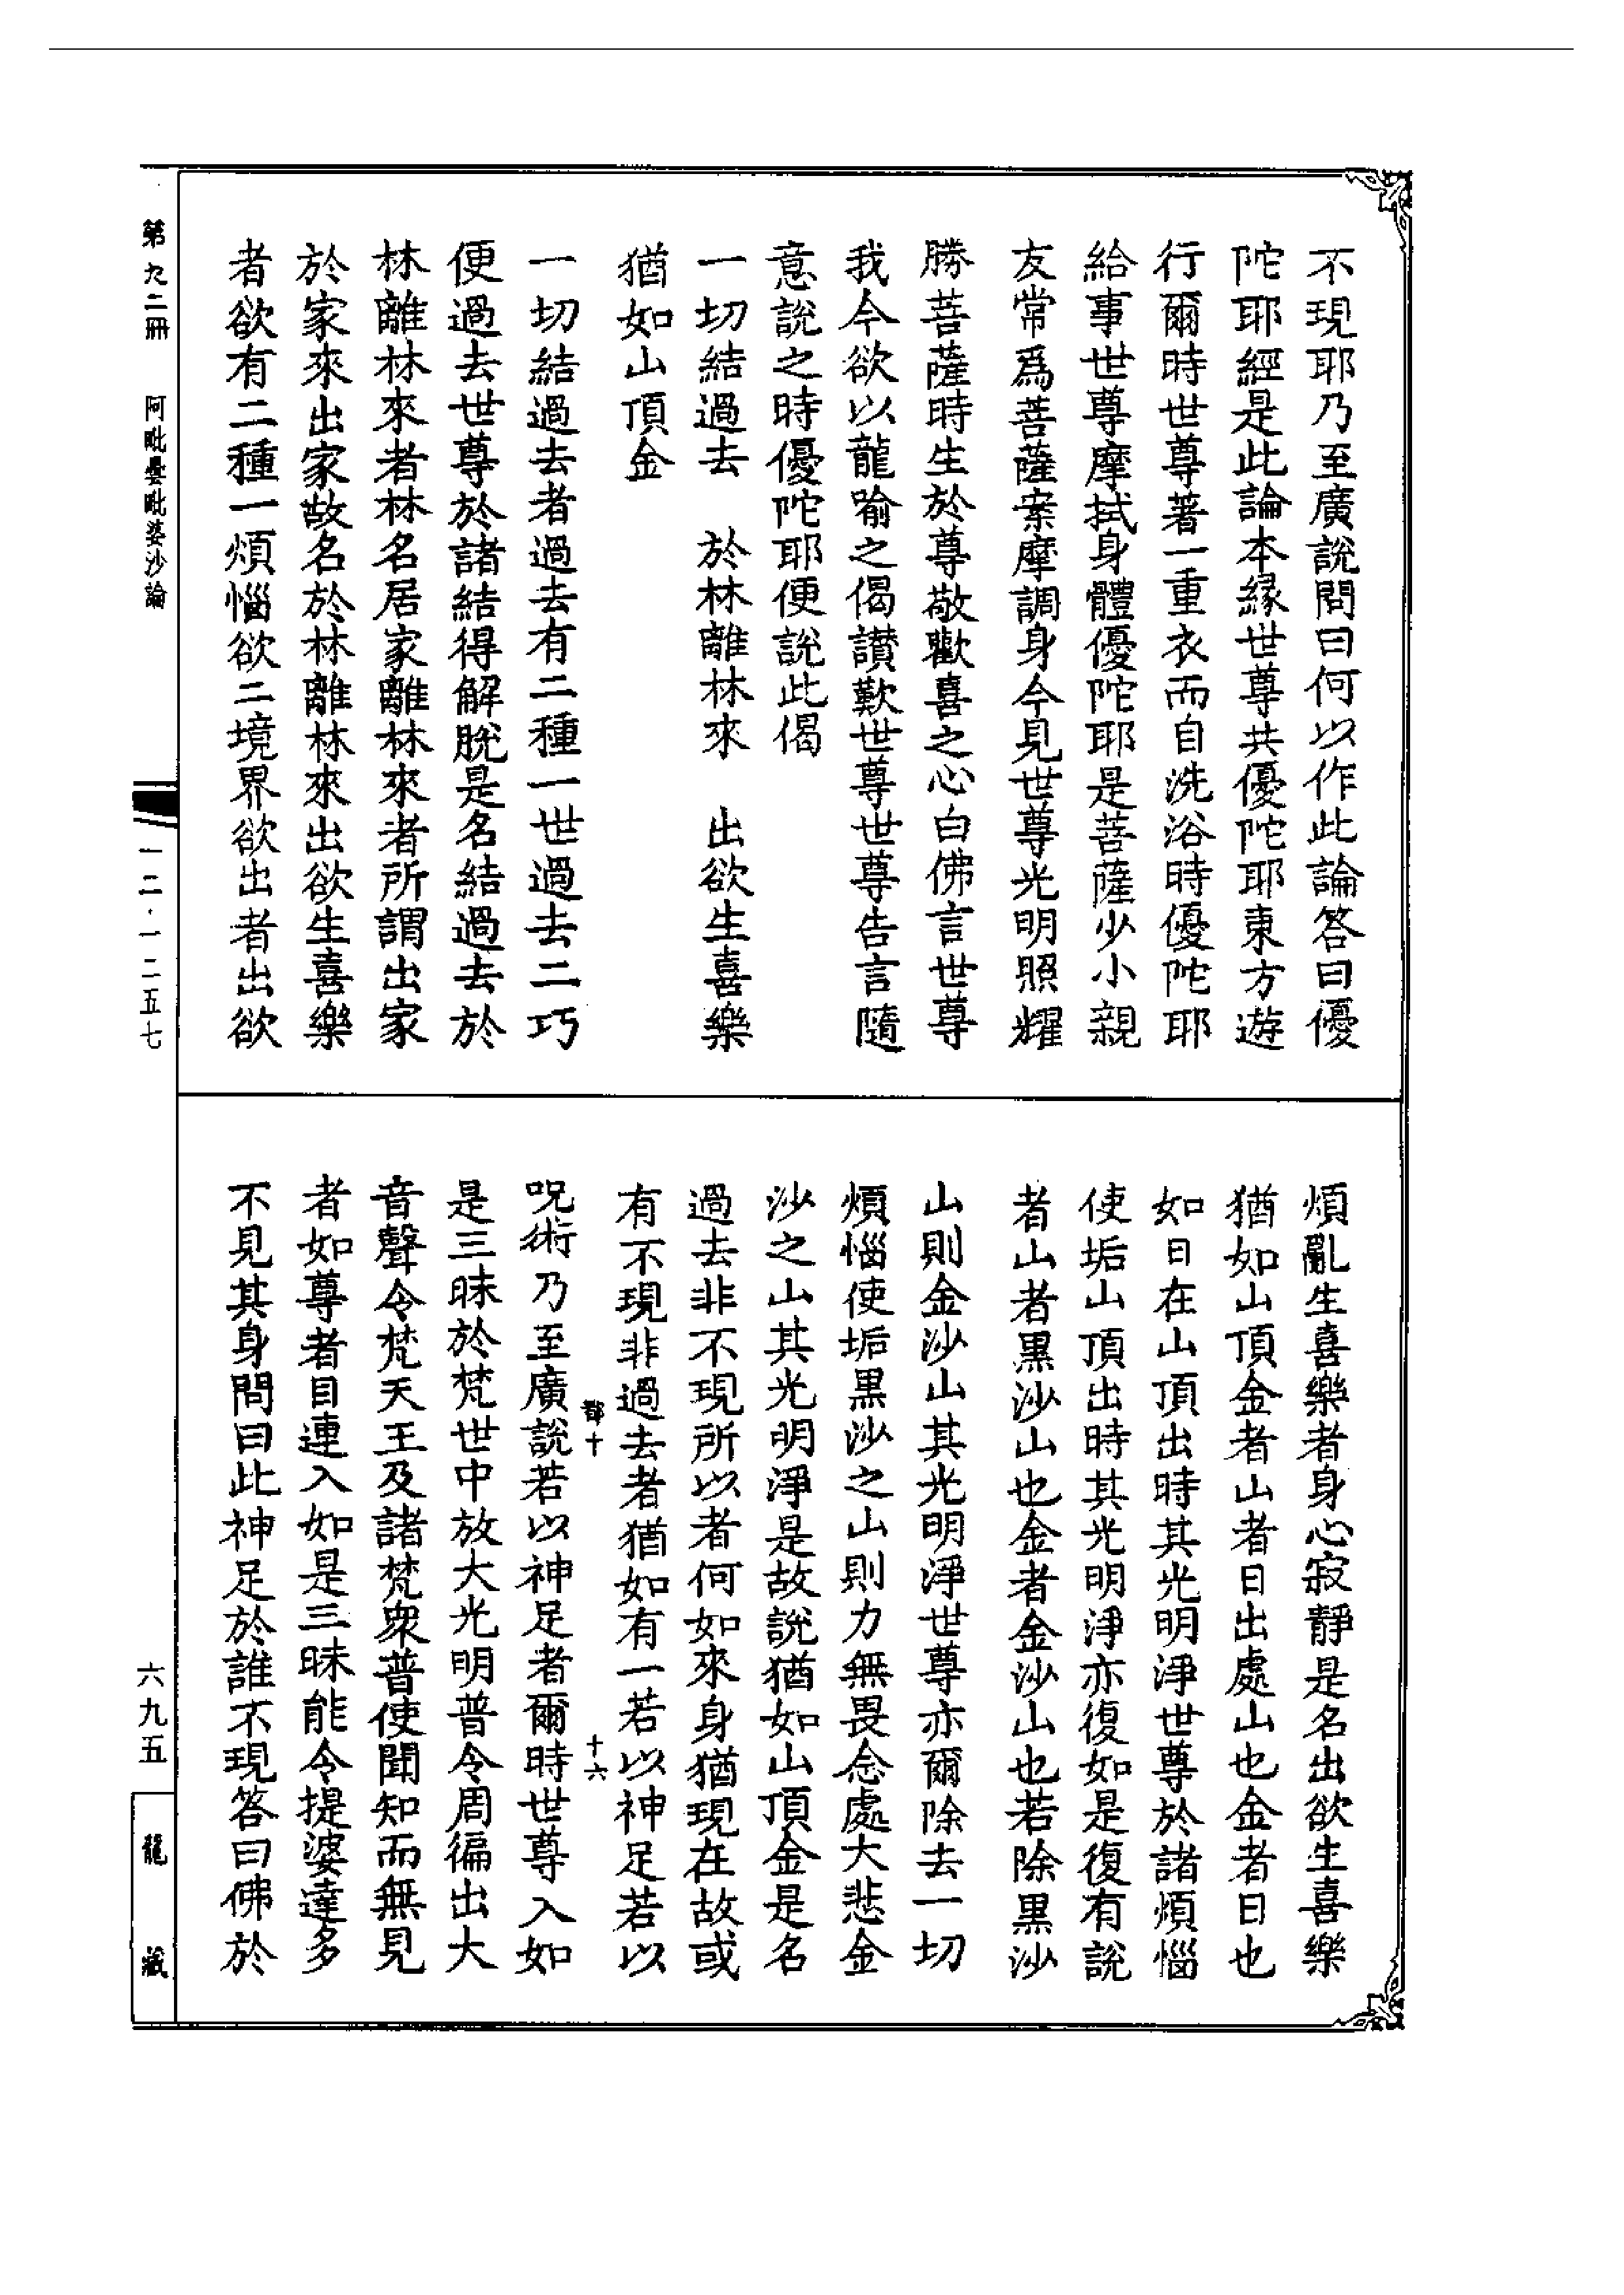 不現耶乃至廣說問曰何以作此論答曰優
陀耶經是此論本緣世尊共優陀耶東方遊
行爾時世尊著一重衣而自洗浴時優陀耶
給事世尊摩拭身體優陀耶是菩薩少小親
友常爲菩薩案摩調身今見世尊光明照耀
勝菩薩時生於尊敬歡喜之心白佛言世尊
我今欲以龍喻之偈讃歎世尊世尊告言隨
意說之時優陀耶便說此偈
一切結過去　於林離林來　出欲生喜樂
猶如山頂金
一切結過去者過去有二種一世過去二巧
便過去世尊於諸結得解脫是名結過去於
林離林來者林名居家離林來者所謂出家
於家來出家故名於林離林來出欲生喜樂
者欲有二種一煩惱欲二境界欲出者出欲
煩亂生喜樂者身心寂靜是名出欲生喜樂
猶如山頂金者山者日出處山也金者日也
如日在山頂出時其光明淨世尊於諸煩惱
使垢山頂出時其光明淨亦復如是復有說
者山者黑沙山也金者金沙山也若除黑沙
山則金沙山其光明淨世尊亦爾除去一切
煩惱使垢黑沙之山則力無畏念處大悲金
沙之山其光明淨是故說猶如山頂金是名
過去非不現所以者何如來身猶現在故或
有不現非過去者猶如有一若以神足若以
鄣十　十六
呪術乃至廣說若以神足者爾時世尊入如
是三昧於梵世中放大光明普令周徧出大
音聲令梵天王及諸梵衆普使聞知而無見
者如尊者目連入如是三昧能令提婆達多
不見其身問曰此神足於誰不現答曰佛於
第九二冊　阿毗曇毗婆沙論
一二·一二五七
六九五
龍藏